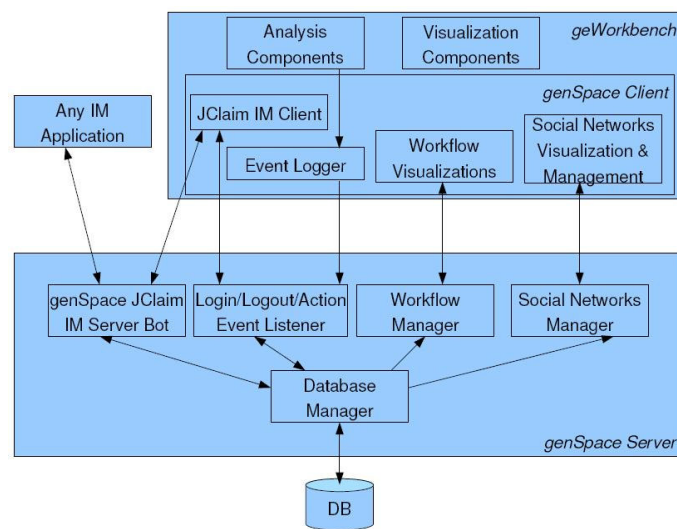 Analysis
Components
Visualization
Components
geWorkbench
genSpace Client
Any IM
Application
JClaim IM Client
Event Logger
Workflow
Visualizations
Social Networks
Visualization &
Management
genSpace JClaim
IM Server Bot
Login/Logout/Action
Event Listener
Workflow
Manager
Social Networks
Manager
Database
Manager
genSpace Server
DB